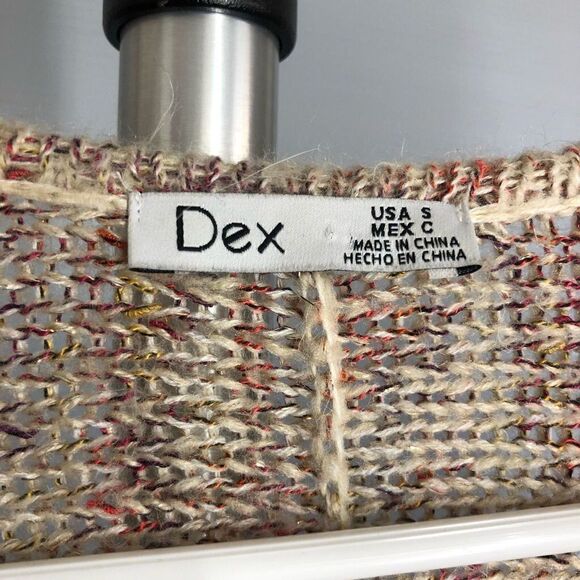 Dex
USA S
MEX C
MADE IN CHINA
HECHO EN CHINA